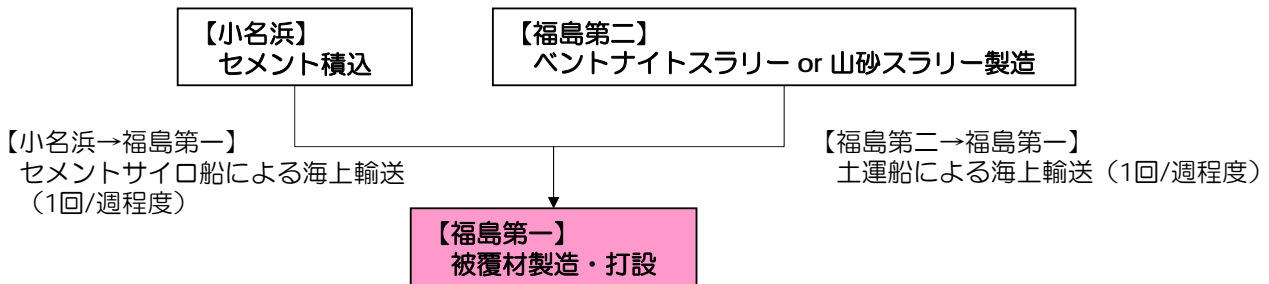 【小名浜】
セメント積込
【福島第二】
ベントナイトスラリー or 山砂スラリー製造
【小名浜→福島第一】
セメントサイロ船による海上輸送
（1回/週程度）
【福島第二→福島第一】
土運船による海上輸送（1回/週程度）
【福島第一】
被覆材製造・打設